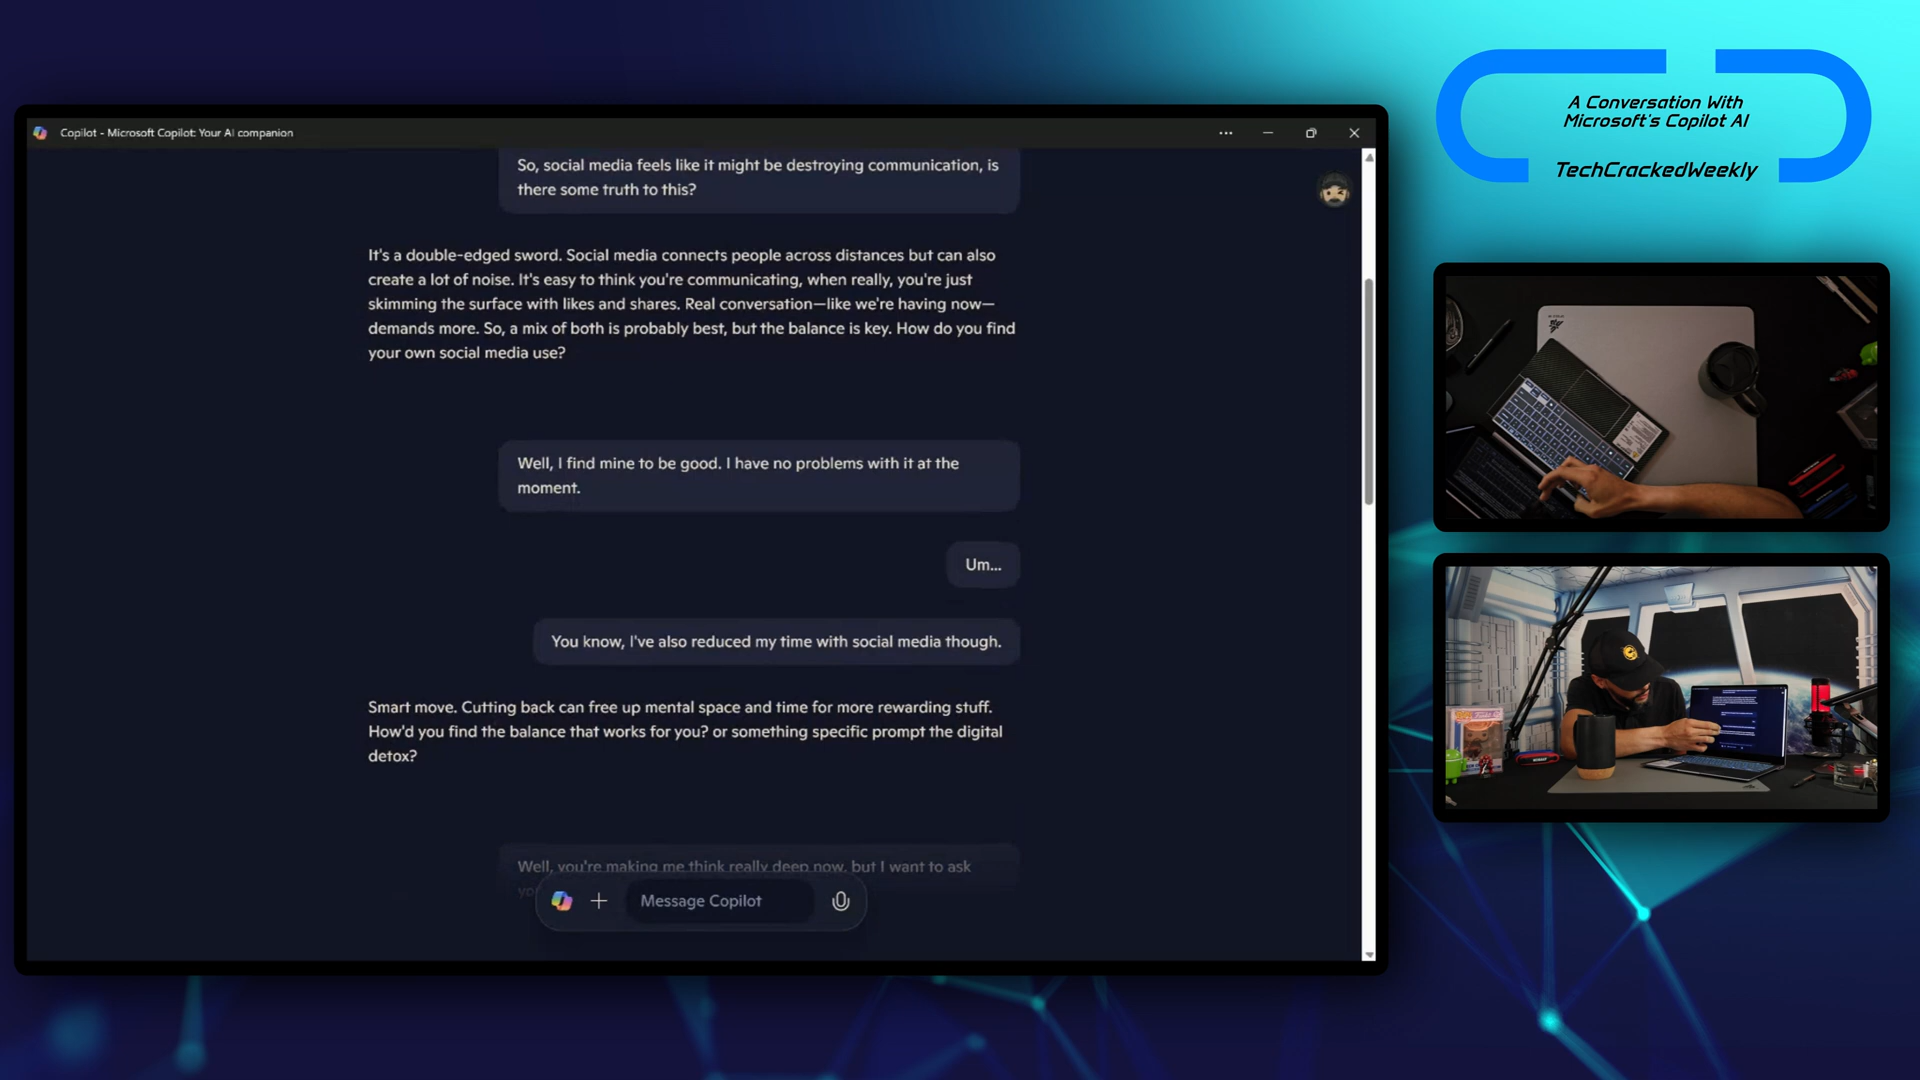 A Conversation With
Microsoft's Copilot AI
TechCrackedWeekly
Copilot - Microsoft Copilot: Your AI companion
So, social media feels like it might be destroying communication, is
there some truth to this?
It's a double-edged sword. Social media connects people across distances but can also
create a lot of noise. It's easy to think you're communicating, when really, you're just
skimming the surface with likes and shares. Real conversation—like we're having now—
demands more. So, a mix of both is probably best, but the balance is key. How do you find
your own social media use?
Well, I find mine to be good. I have no problems with it at the
moment.
Um...
You know, I've also reduced my time with social media though.
Smart move. Cutting back can free up mental space and time for more rewarding stuff.
How'd you find the balance that works for you? or something specific prompt the digital
detox?
Well, you're making me think really deep now, but I want to ask
Message Copilot